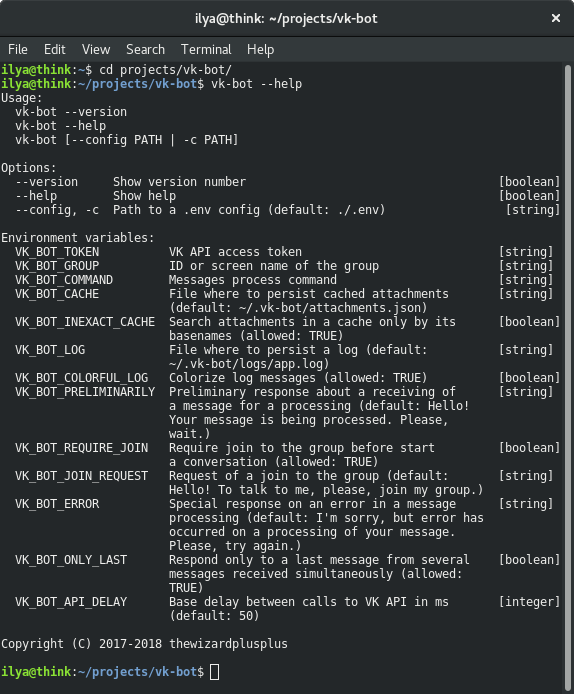 ilya@think: ~/projects/vk-bot
File Edit View Search Terminal Help
ilya@think:~$ cd projects/vk-bot/
ilya@think:~/projects/vk-bot$ vk-bot --help
Usage:
  vk-bot --version
  vk-bot --help
  vk-bot [--config PATH | -c PATH]

Options:
  --version     Show version number                                    [boolean]
  --help        Show help                                              [boolean]
  --config, -c  Path to a .env config (default: ./.env)                 [string]

Environment variables:
  VK_BOT_TOKEN          VK API access token                            [string]
  VK_BOT_GROUP          ID or screen name of the group                 [string]
  VK_BOT_COMMAND        Messages process command                       [string]
  VK_BOT_CACHE          File where to persist cached attachments       [string]
                        (default: ~/.vk-bot/attachments.json)
  VK_BOT_INEXACT_CACHE  Search attachments in a cache only by its      [boolean]
                        basenames (allowed: TRUE)
  VK_BOT_LOG            File where to persist a log (default:          [string]
                        ~/.vk-bot/logs/app.log)
  VK_BOT_COLORFUL_LOG   Colorize log messages (allowed: TRUE)          [boolean]
  VK_BOT_PRELIMINARILY  Preliminary response about a receiving of      [string]
                        a message for a processing (default: Hello!
                        Your message is being processed. Please,
                        wait.)
  VK_BOT_REQUIRE_JOIN   Require join to the group before start         [boolean]
                        a conversation (allowed: TRUE)
  VK_BOT_JOIN_REQUEST   Request of a join to the group (default:       [string]
                        Hello! To talk to me, please, join my group.)
  VK_BOT_ERROR          Special response on an error in a message      [string]
                        processing (default: I'm sorry, but error has
                        occurred on a processing of your message.
                        Please, try again.)
  VK_BOT_ONLY_LAST      Respond only to a last message from several    [boolean]
                        messages received simultaneously (allowed:
                        TRUE)
  VK_BOT_API_DELAY      Base delay between calls to VK API in ms       [integer]
                        (default: 50)

Copyright (C) 2017-2018 thewizardplusplus

ilya@think:~/projects/vk-bot$